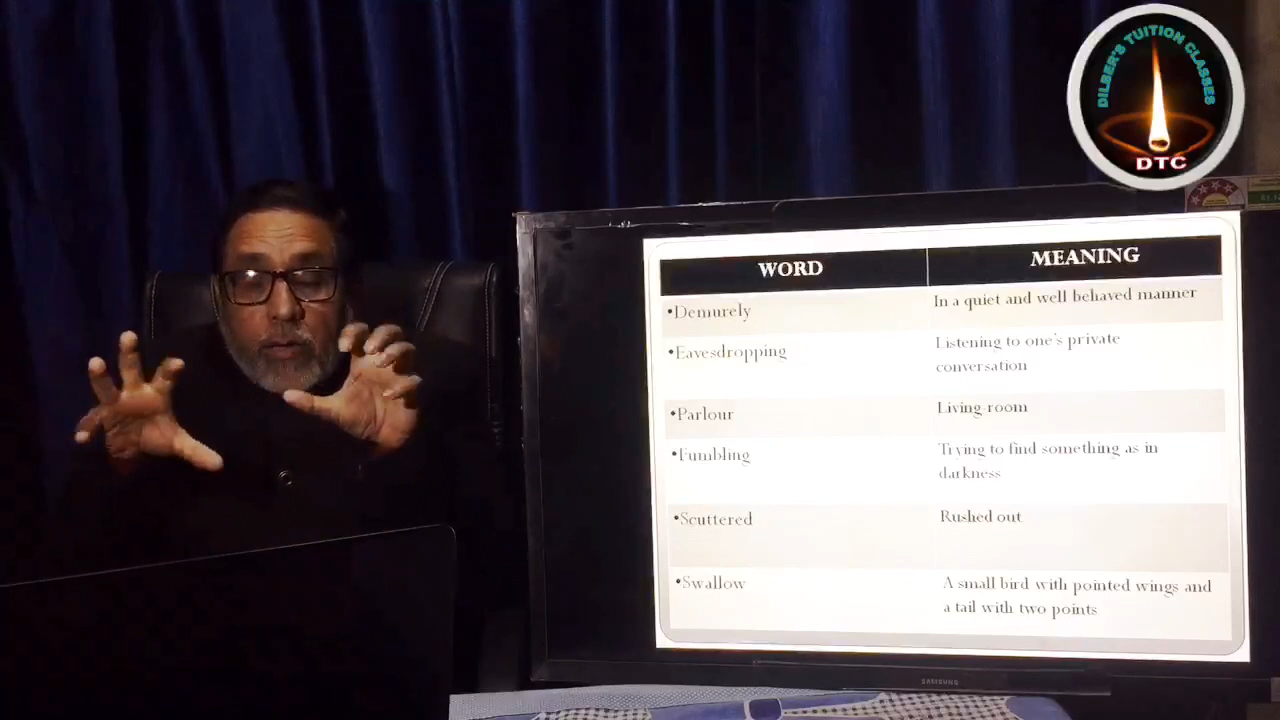 DILBER'S TUITION CLASSES
DTC
WORD MEANING
•Demurely In a quiet and well behaved manner
•Eavesdropping Listening to one's private
conversation
•Parlour Living-room
•Fumbling Trying to find something as in
darkness
•Scuttered Rushed out
•Swallow A small bird with pointed wings and
a tail with two points
SAMSUNG